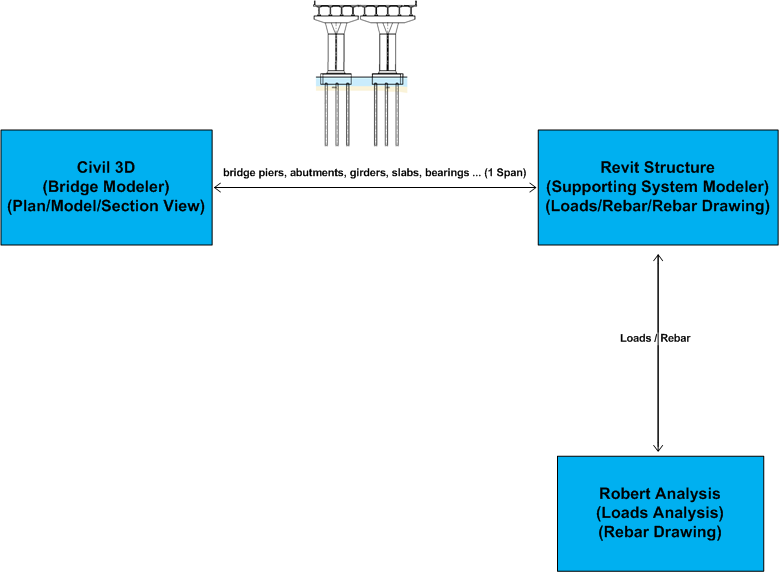 Civil 3D
(Bridge Modeler)
(Plan/Model/Section View)
bridge piers, abutments, girders, slabs, bearings ... (1 Span)
Revit Structure
(Supporting System Modeler)
(Loads/Rebar/Rebar Drawing)
Loads / Rebar
Robert Analysis
(Loads Analysis)
(Rebar Drawing)